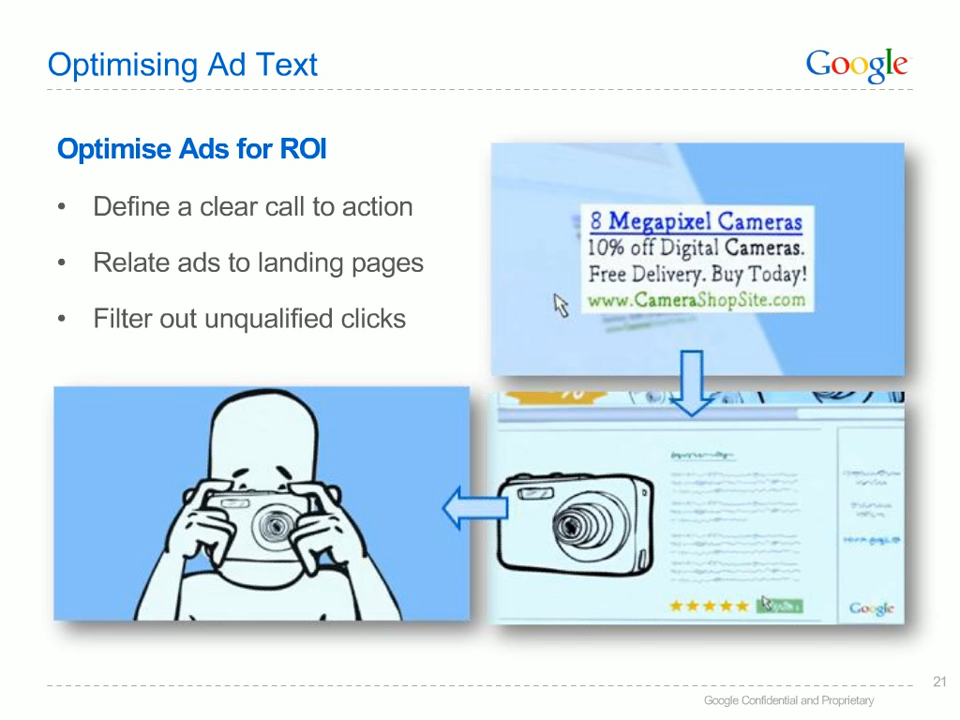 Optimising Ad Text
Google
Optimise Ads for ROI
• Define a clear call to action
• Relate ads to landing pages
• Filter out unqualified clicks
8 Megapixel Cameras
10% off Digital Cameras.
Free Delivery. Buy Today!
www.CameraShopSite.com
Google
21
Google Confidential and Proprietary